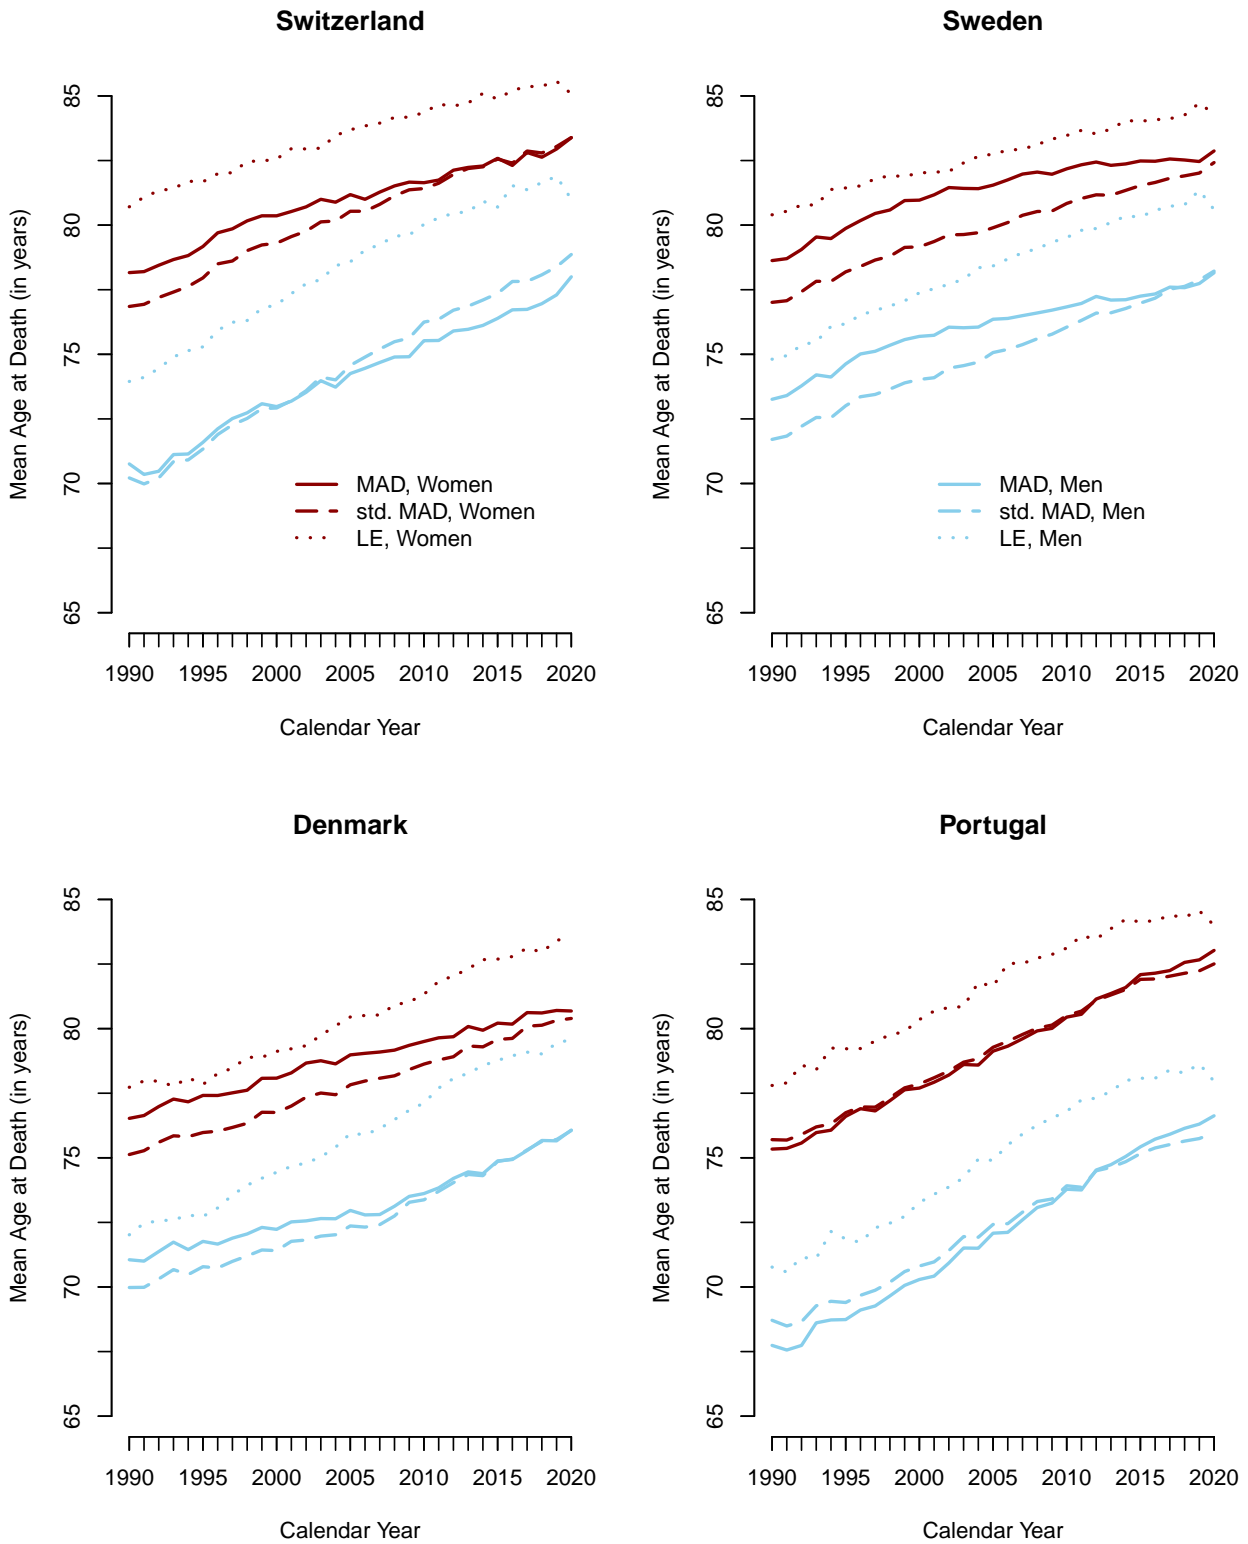 Switzerland
Mean Age at Death (in years)
85
80
75
70
65
MAD, Women
std. MAD, Women
LE, Women
1990 1995 2000 2005 2010 2015 2020
Calendar Year
Sweden
Mean Age at Death (in years)
85
80
75
70
65
MAD, Men
std. MAD, Men
LE, Men
1990 1995 2000 2005 2010 2015 2020
Calendar Year
Denmark
Mean Age at Death (in years)
85
80
75
70
65
1990 1995 2000 2005 2010 2015 2020
Calendar Year
Portugal
Mean Age at Death (in years)
85
80
75
70
65
1990 1995 2000 2005 2010 2015 2020
Calendar Year